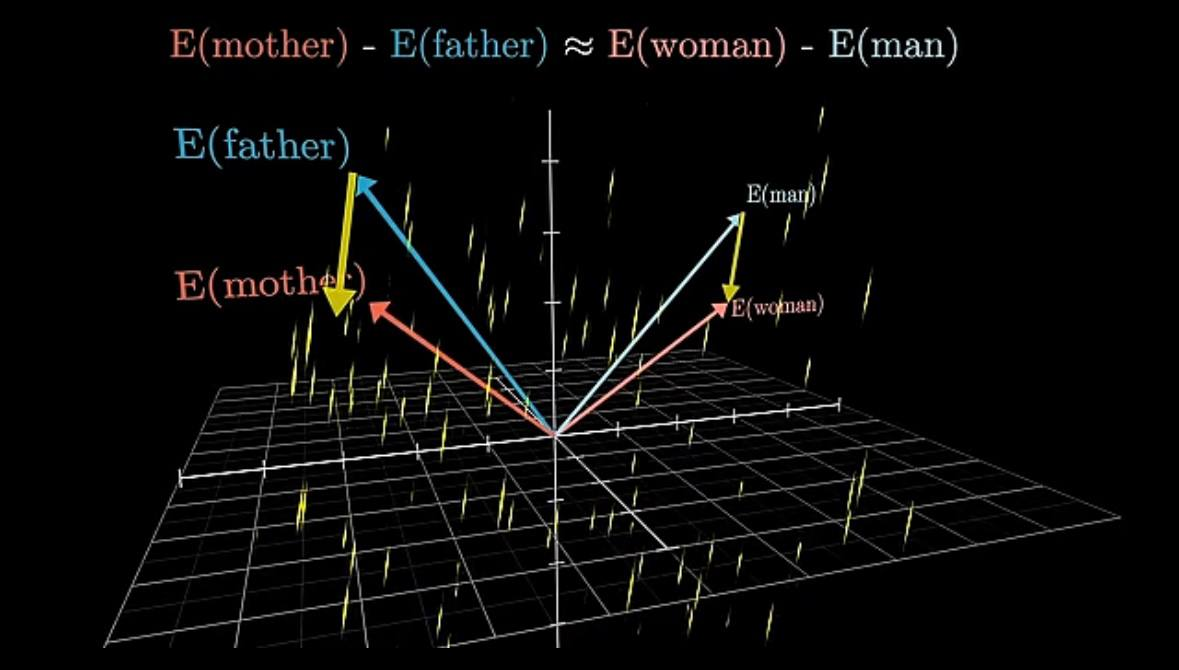 E(mother) - E(father) ≈ E(woman) - E(man)
E(father)
E(man)
E(mother)
E(woman)